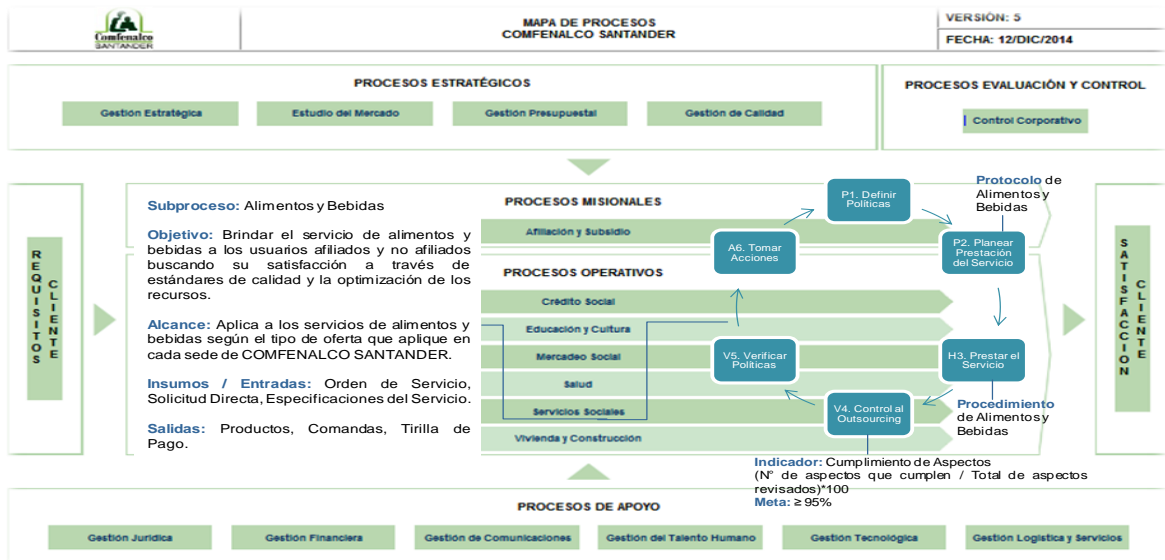 Comfenalco
SANTANDER
MAPA DE PROCESOS
COMFENALCO SANTANDER
VERSIÓN: 5
FECHA: 12/DIC/2014
PROCESOS ESTRATÉGICOS
Gestión Estratégica
Estudio del Mercado
Gestión Presupuestal
Gestión de Calidad
PROCESOS EVALUACIÓN Y CONTROL
Control Corporativo
REQUISITOS
CLIENTE
Subproceso: Alimentos y Bebidas
Objetivo: Brindar el servicio de alimentos y
bebidas a los usuarios afiliados y no afiliados
buscando su satisfacción a través de
estándares de calidad y la optimización de los
recursos.
Alcance: Aplica a los servicios de alimentos y
bebidas según el tipo de oferta que aplique en
cada sede de COMFENALCO SANTANDER.
Insumos / Entradas: Orden de Servicio,
Solicitud Directa, Especificaciones del Servicio.
Salidas: Productos, Comandas, Tirilla de
Pago.
PROCESOS MISIONALES
Afiliación y Subsidio
PROCESOS OPERATIVOS
Crédito Social
Educación y Cultura
Mercadeo Social
Salud
Servicios Sociales
Vivienda y Construcción
P1. Definir
Políticas
Protocolo de
Alimentos y
Bebidas
P2. Planear
Prestación
del Servicio
H3. Prestar el
Servicio
Procedimiento
de Alimentos y
Bebidas
V4. Control al
Outsourcing
V5. Verificar
Políticas
A6. Tomar
Acciones
Indicador: Cumplimiento de Aspectos
(N° de aspectos que cumplen / Total de aspectos
revisados)*100
Meta: ≥ 95%
SATISFACCION
CLIENTE
PROCESOS DE APOYO
Gestión Jurídica
Gestión Financiera
Gestión de Comunicaciones
Gestión del Talento Humano
Gestión Tecnológica
Gestión Logística y Servicios